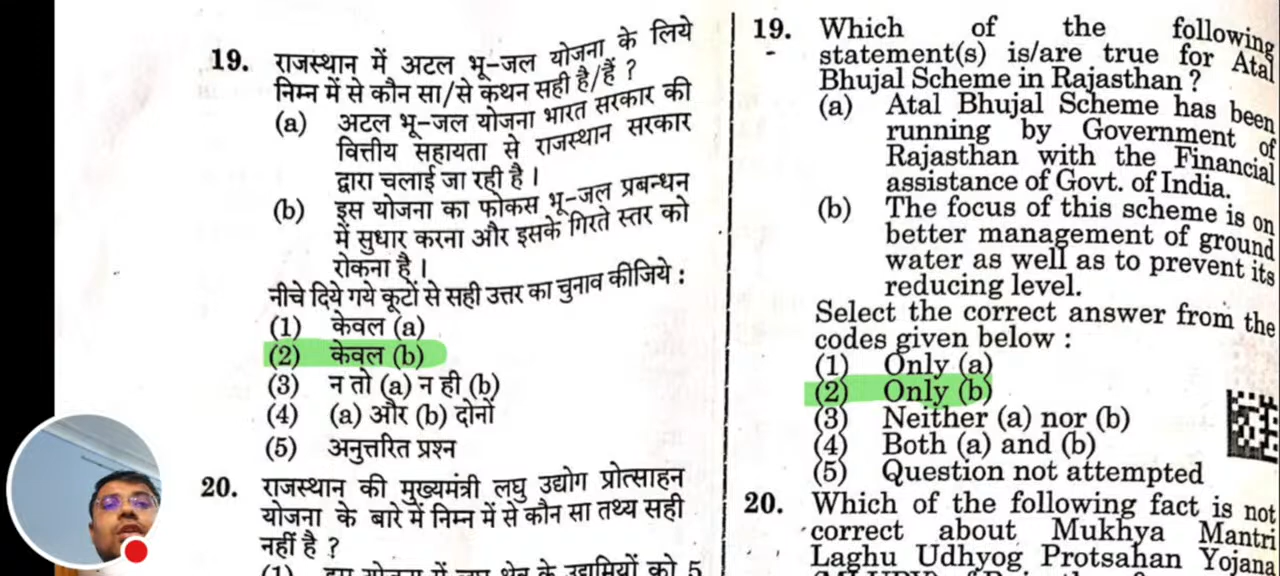 19. राजस्थान में अटल भू-जल योजना के लिये
निम्न में से कौन सा/से कथन सही है/हैं ?
(a) अटल भू-जल योजना भारत सरकार की
वित्तीय सहायता से राजस्थान सरकार
द्वारा चलाई जा रही है।
(b) इस योजना का फोकस भू-जल प्रबन्धन
में सुधार करना और इसके गिरते स्तर को
रोकना है।
नीचे दिये गये कूटों से सही उत्तर का चुनाव कीजिये :
(1) केवल (a)
(2) केवल (b)
(3) न तो (a) न ही (b)
(4) (a) और (b) दोनों
(5) अनुत्तरित प्रश्न
20. राजस्थान की मुख्यमंत्री लघु उद्योग प्रोत्साहन
योजना के बारे में निम्न में से कौन सा तथ्य सही
नहीं है ?
(1) इस योजना में लघु क्षेत्र के उद्यमियों को 5
19. Which of the following
statement(s) is/are true for Atal
Bhujal Scheme in Rajasthan ?
(a) Atal Bhujal Scheme has been
running by Government of
Rajasthan with the Financial
assistance of Govt. of India.
(b) The focus of this scheme is on
better management of ground
water as well as to prevent its
reducing level.
Select the correct answer from the
codes given below :
(1) Only (a)
(2) Only (b)
(3) Neither (a) nor (b)
(4) Both (a) and (b)
(5) Question not attempted
20. Which of the following fact is not
correct about Mukhya Mantri
Laghu Udhyog Protsahan Yojana